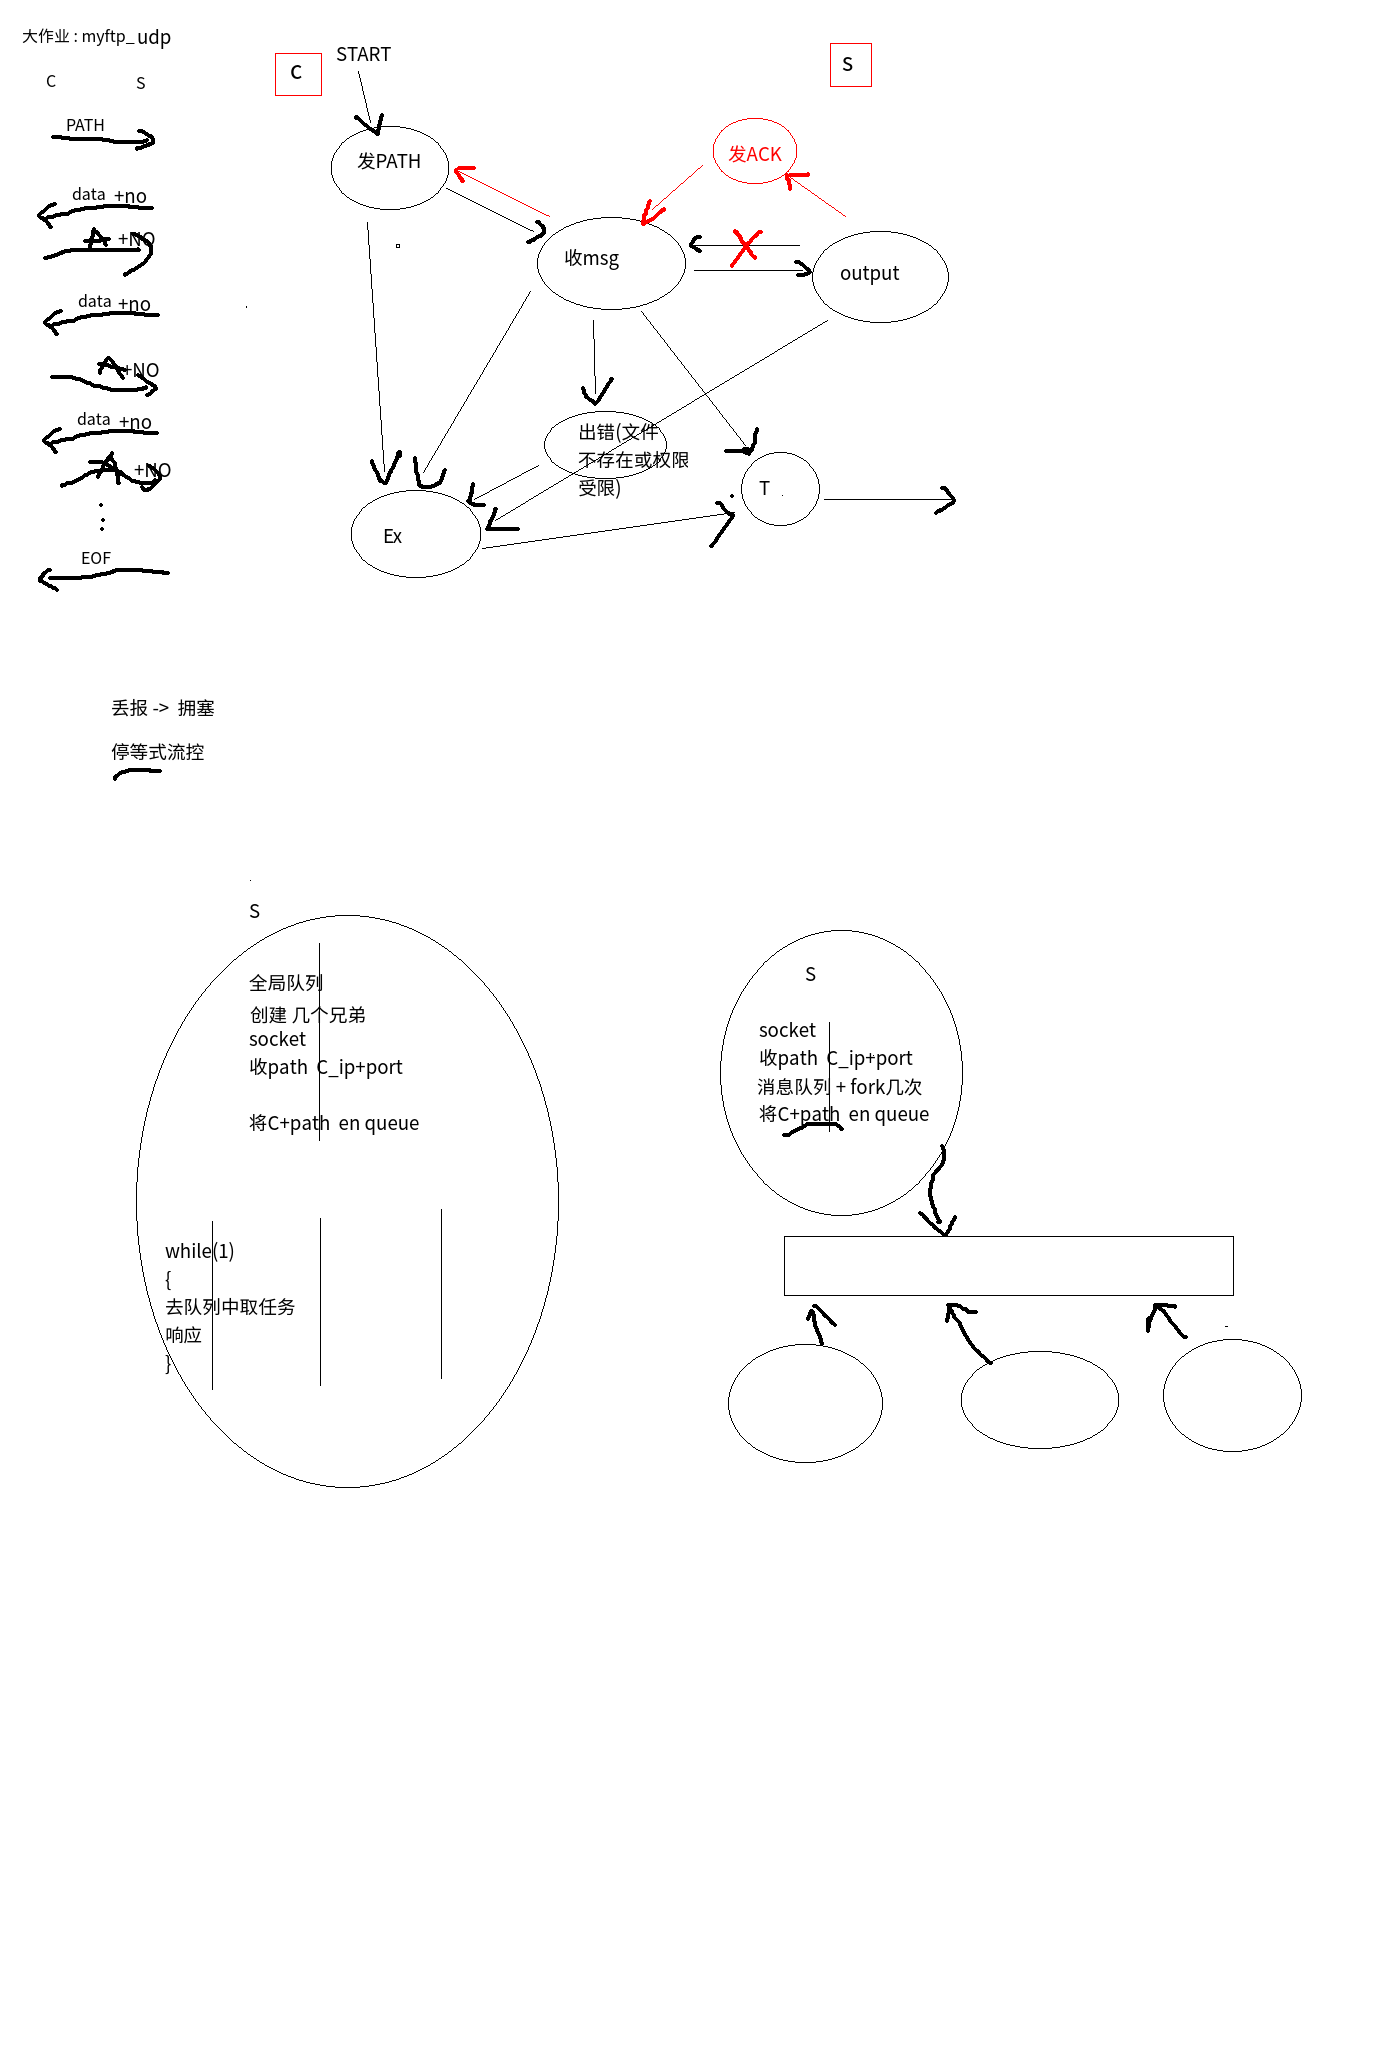 大作业 : myftp_udp
C S
PATH
data +no
A +NO
data +no
A +NO
data +no
A +NO
EOF
C
START
S
发PATH
发ACK
收msg
output
出错(文件
不存在或权限
受限)
T
Ex
丢报 -> 拥塞
停等式流控
S
全局队列
创建 几个兄弟
socket
收path C_ip+port
将C+path en queue
while(1)
{
去队列中取任务
响应
}
S
socket
收path C_ip+port
消息队列 + fork几次
将C+path en queue